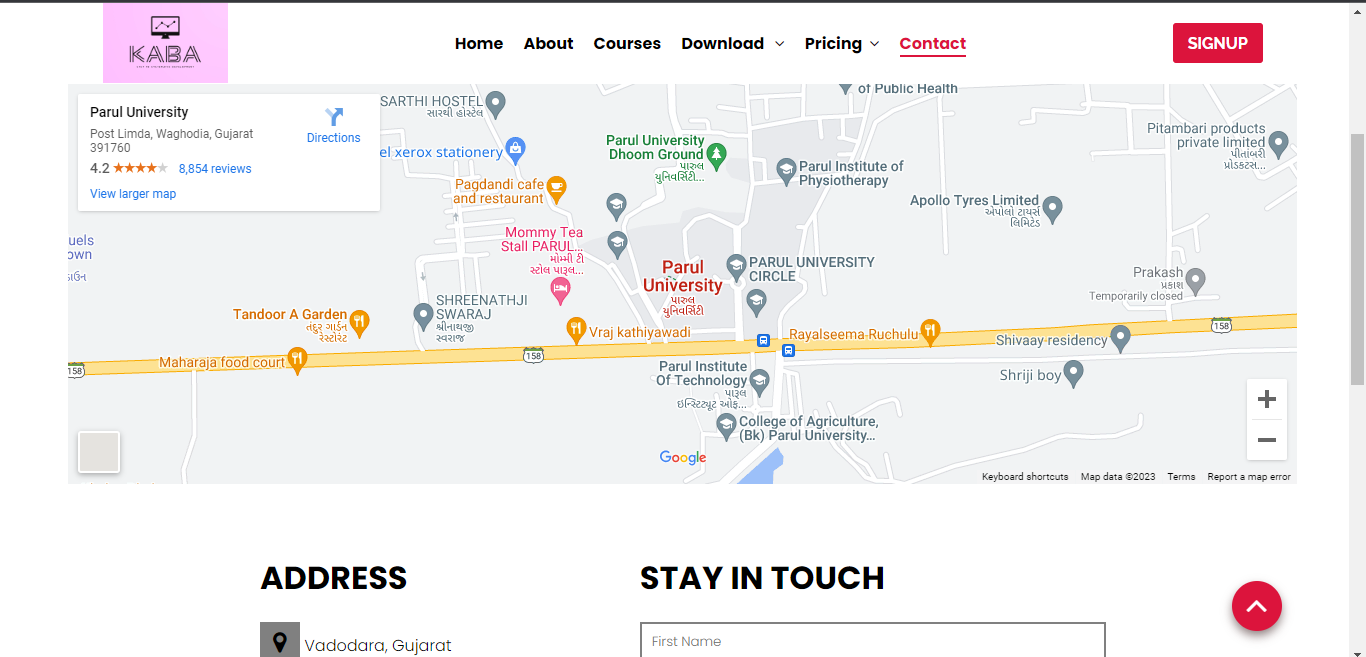 KABA
Home About Courses Download Pricing Contact
SIGNUP
Parul University
Post Limda, Waghodia, Gujarat
391760
4.2 8,854 reviews
View larger map
Directions
SARTHI HOSTEL
સારથી હોસ્ટેલ
el xerox stationery
Pagdandi cafe
and restaurant
Mommy Tea
Stall PARUL...
મોમ્મી ટી
સ્ટોલ પારૂલ...
uels
own
ડાઉન
Parul University
Dhoom Ground
પારુલ
યુનિવર્સિટી...
of Public Health
Parul Institute of
Physiotherapy
Pitambari products
private limited
પીતાંબરી
પ્રોડક્ટસ...
Apollo Tyres Limited
એપોલો ટાયર્સ
લિમિટેડ
Parul
University
પારુલ
યુનિવર્સિટી
PARUL UNIVERSITY
CIRCLE
Prakash
પ્રકાશ
Temporarily closed
SHREENATHJI
SWARAJ
શ્રીનાથજી
સ્વરાજ
Tandoor A Garden
તંદુર ગાર્ડન
રેસ્ટોરેંટ
Vraj kathiyawadi
Rayalseema Ruchulu
158
Shivaay residency
Maharaja food court
158
158
Parul Institute
Of Technology
પારૂલ
ઇન્સ્ટિટ્યૂટ ઓફ...
Shriji boy
College of Agriculture,
(Bk) Parul University...
Google
Keyboard shortcuts Map data ©2023 Terms Report a map error
ADDRESS
STAY IN TOUCH
Vadodara, Gujarat
First Name